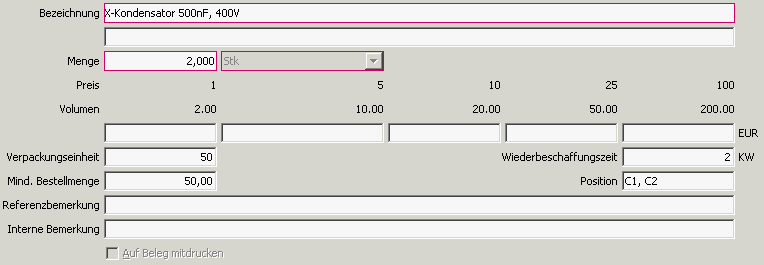 Bezeichnung X-Kondensator 500nF, 400V
Menge 2,000 Stk
Preis 1 5 10 25 100
Volumen 2.00 10.00 20.00 50.00 200.00
EUR
Verpackungseinheit 50 Wiederbeschaffungszeit 2 KW
Mind. Bestellmenge 50,00 Position C1, C2
Referenzbemerkung
Interne Bemerkung
Auf Beleg mitdrucken